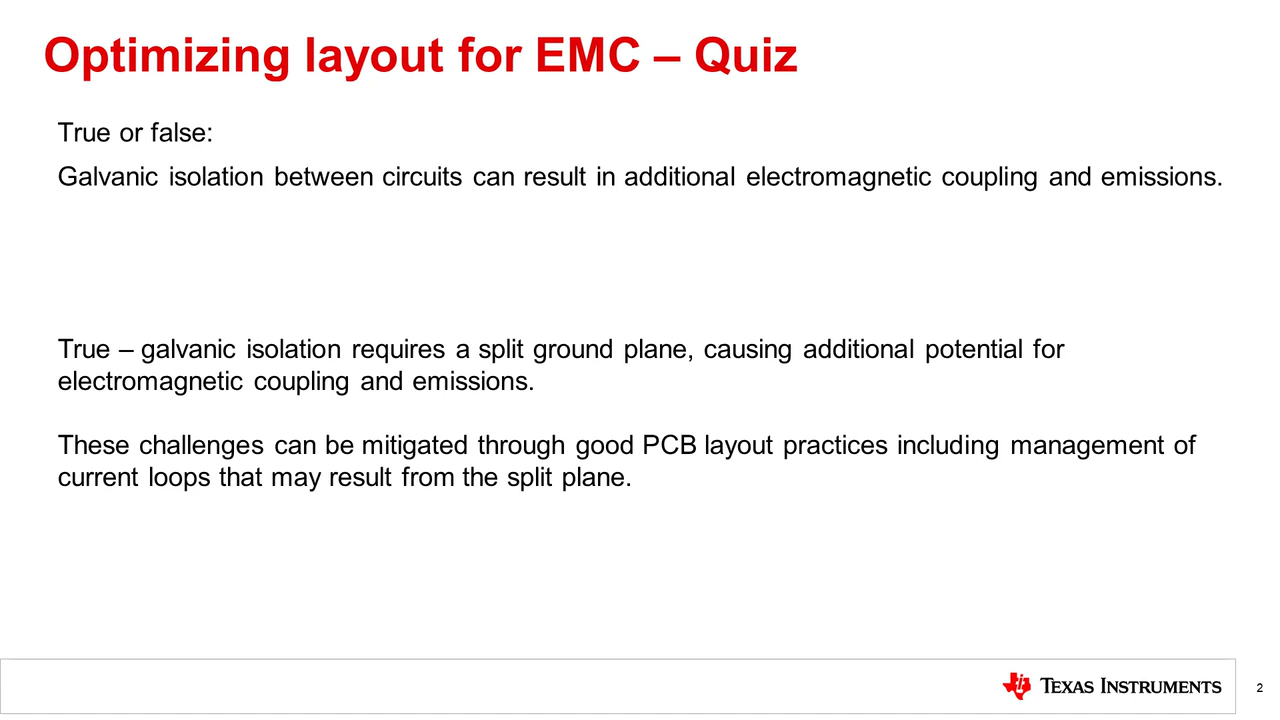 Optimizing layout for EMC – Quiz
True or false:
Galvanic isolation between circuits can result in additional electromagnetic coupling and emissions.
True – galvanic isolation requires a split ground plane, causing additional potential for
electromagnetic coupling and emissions.
These challenges can be mitigated through good PCB layout practices including management of
current loops that may result from the split plane.
TEXAS INSTRUMENTS
2